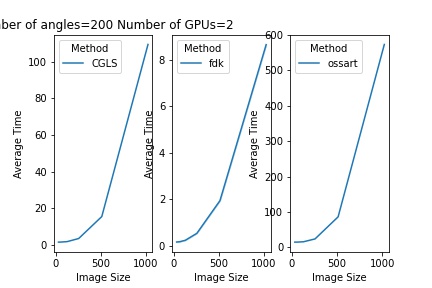 ber of angles=200 Number of GPUs=2
Method
CGLS
Average Time
100
80
60
40
20
0
0
500
1000
Image Size
Method
fdk
Average Time
8
6
4
2
0
0
500
1000
Image Size
Method
ossart
Average Time
600
500
400
300
200
100
0
0
500
1000
Image Size